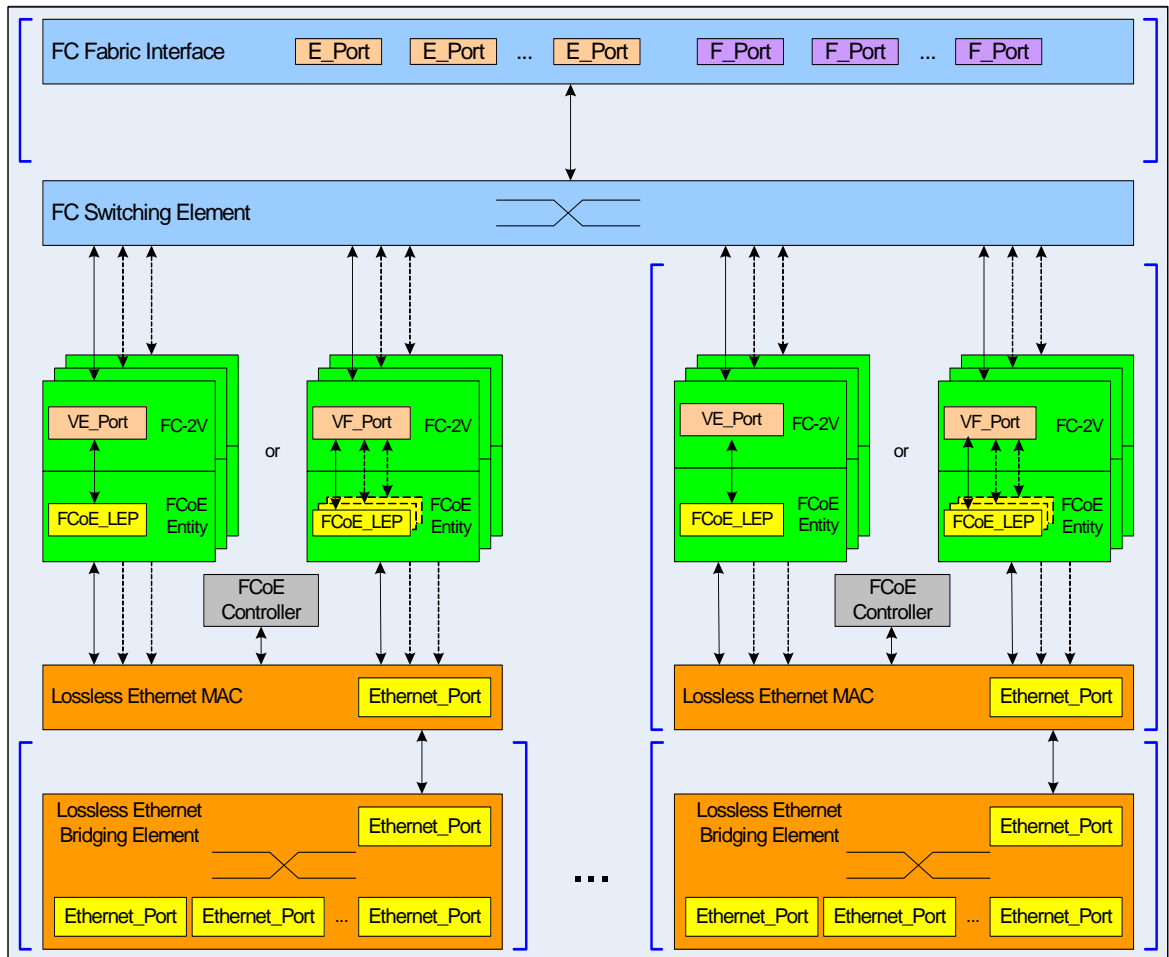 FC Fabric Interface
E_Port E_Port ... E_Port F_Port F_Port ... F_Port
FC Switching Element
VE_Port FC-2V
FCoE_LEP FCoE
Entity
or
VF_Port FC-2V
FCoE_LEP FCoE
Entity
VE_Port FC-2V
FCoE_LEP FCoE
Entity
or
VF_Port FC-2V
FCoE_LEP FCoE
Entity
FCoE
Controller
FCoE
Controller
Lossless Ethernet MAC Ethernet_Port
Lossless Ethernet MAC Ethernet_Port
Lossless Ethernet
Bridging Element
Ethernet_Port
Ethernet_Port Ethernet_Port ... Ethernet_Port
...
Lossless Ethernet
Bridging Element
Ethernet_Port
Ethernet_Port Ethernet_Port ... Ethernet_Port